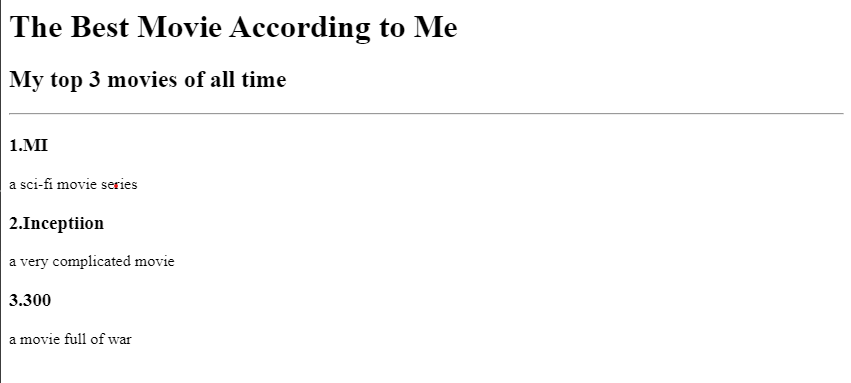 The Best Movie According to Me
My top 3 movies of all time
1.MI
a sci-fi movie series
2.Inceptiion
a very complicated movie
3.300
a movie full of war